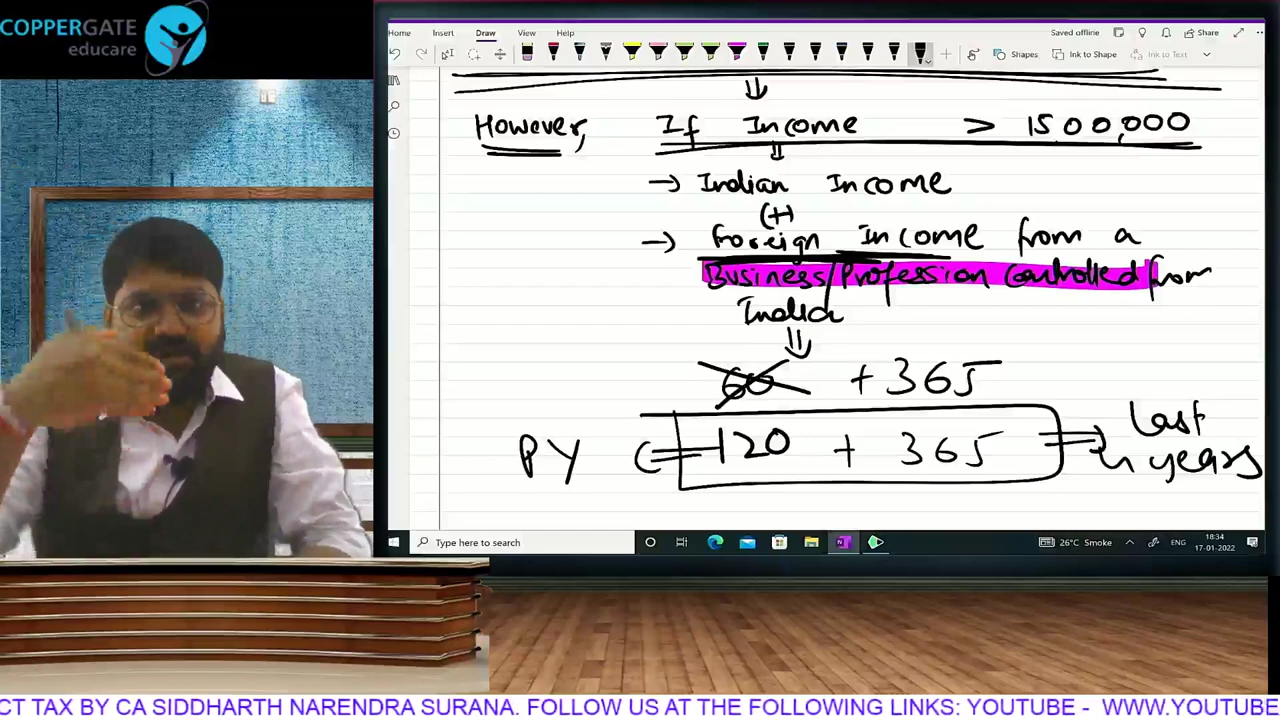 COPPERGATE
educare
Home Insert Draw View Help
Saved offline
Share
Shapes
Ink to Shape
Ink to Text
However, If Income > 1500,000
→ Indian Income
(+)
→ Foreign Income from a
Business/Profession controlled from
India
60 + 365
PY 120 + 365 last
4 years
Type here to search
26°C Smoke
ENG
18:34
17-01-2022
CT TAX BY CA SIDDHARTH NARENDRA SURANA. FOLLOW US AT THE FOLLOWING LINKS: YOUTUBE - WWW.YOUTUBE